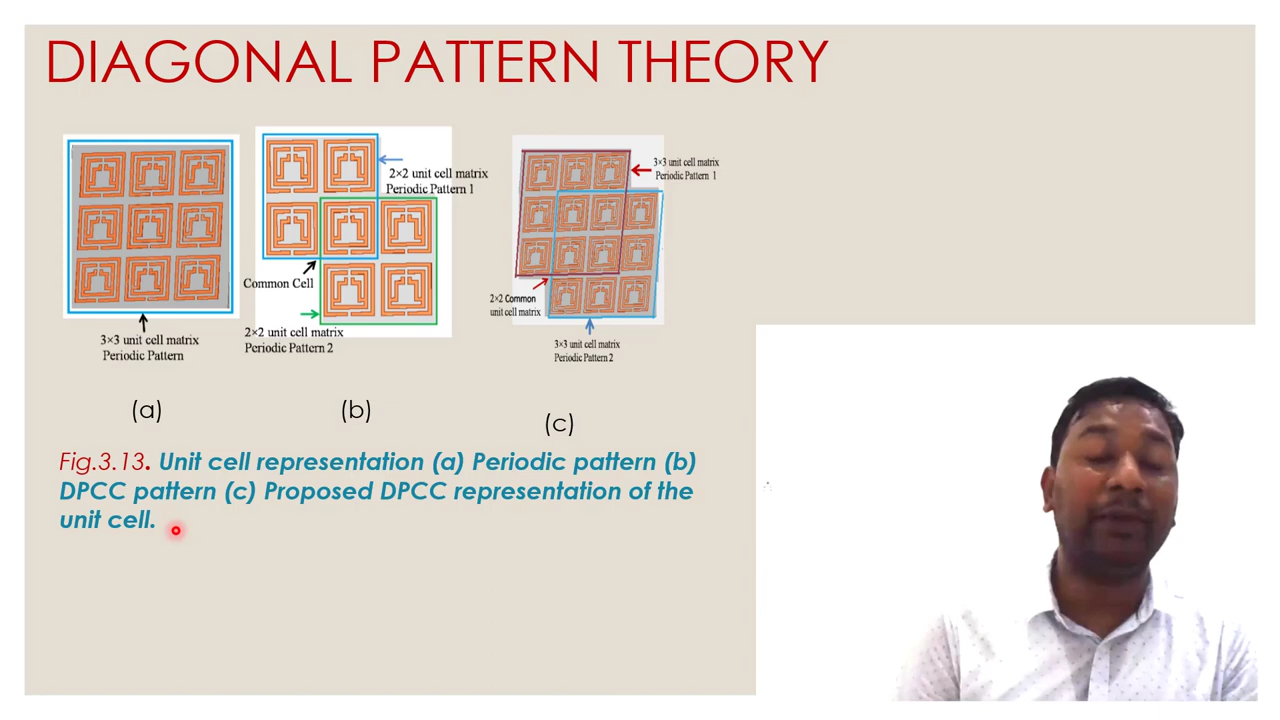 DIAGONAL PATTERN THEORY
3×3 unit cell matrix
Periodic Pattern
2×2 unit cell matrix
Periodic Pattern 1
Common Cell
2×2 unit cell matrix
Periodic Pattern 2
3×3 unit cell matrix
Periodic Pattern 1
2×2 Common
unit cell matrix
3×3 unit cell matrix
Periodic Pattern 2
(a)
(b)
(c)
Fig.3.13. Unit cell representation (a) Periodic pattern (b)
DPCC pattern (c) Proposed DPCC representation of the
unit cell.